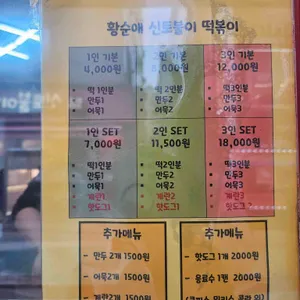 황순애 신토불이 떡볶이
1인 기본
4,000원
2인 기본
8,000원
3인 기본
12,000원
• 떡1인분
• 만두1
• 어묵1
• 떡 2인분
• 만두2
• 어묵2
• 떡3인분
• 만두3
• 어묵3
1인 SET
7,000원
2인 SET
11,500원
3인 SET
18,000원
• 떡1인분
• 만두1
• 어묵1
• 계란1
• 핫도그1
• 떡2인분
• 만두2
• 어묵2
• 계란2
• 핫도그1
• 떡3인분
• 만두3
• 어묵3
• 계란3
추가메뉴
- 만두 2개 1500원
- 어묵2개 1500원
- 계란2개 1500원
추가메뉴
- 핫도그 1개 2000원
- 음료수 1캔 2000원